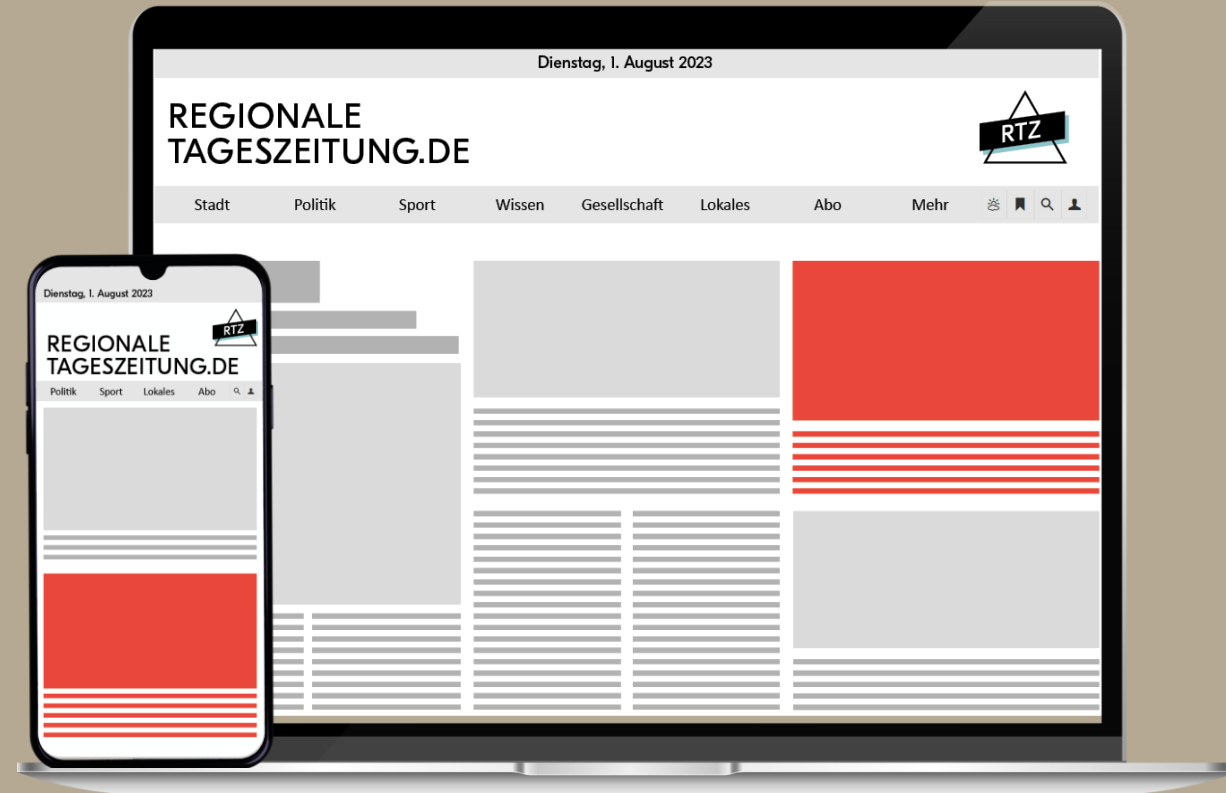 Dienstag, 1. August 2023
REGIONALE
TAGESZEITUNG.DE
RTZ
Stadt Politik Sport Wissen Gesellschaft Lokales Abo Mehr
Dienstag, 1. August 2023
RTZ
REGIONALE
TAGESZEITUNG.DE
Politik Sport Lokales Abo